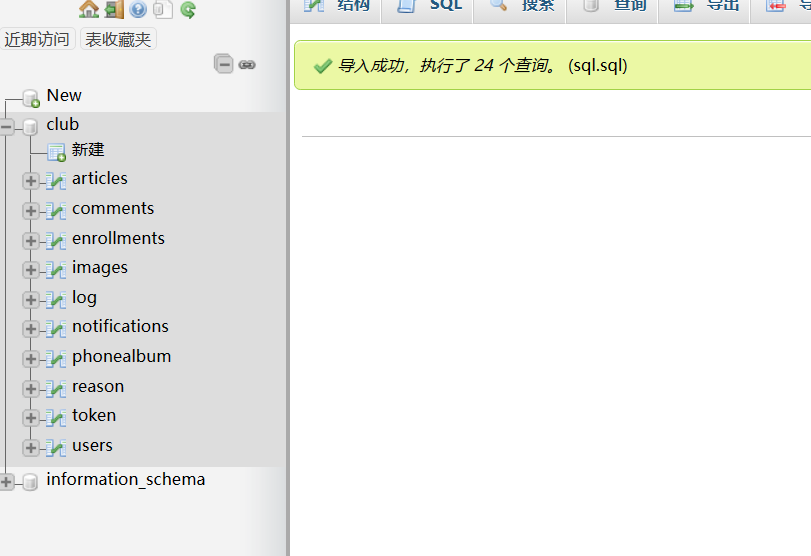 结构 SQL 搜索 查询 导出
近期访问 表收藏夹
New
club
新建
articles
comments
enrollments
images
log
notifications
phonealbum
reason
token
users
information_schema
导入成功，执行了 24 个查询。 (sql.sql)